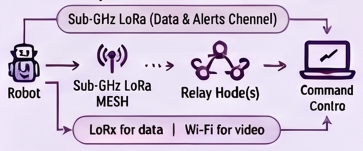 Sub-GHz LoRa (Data & Alerts Channel)
Robot
Sub-GHz LoRa
MESH
Relay Hode(s)
Command
Contro
LoRx for data | Wi-Fi for video